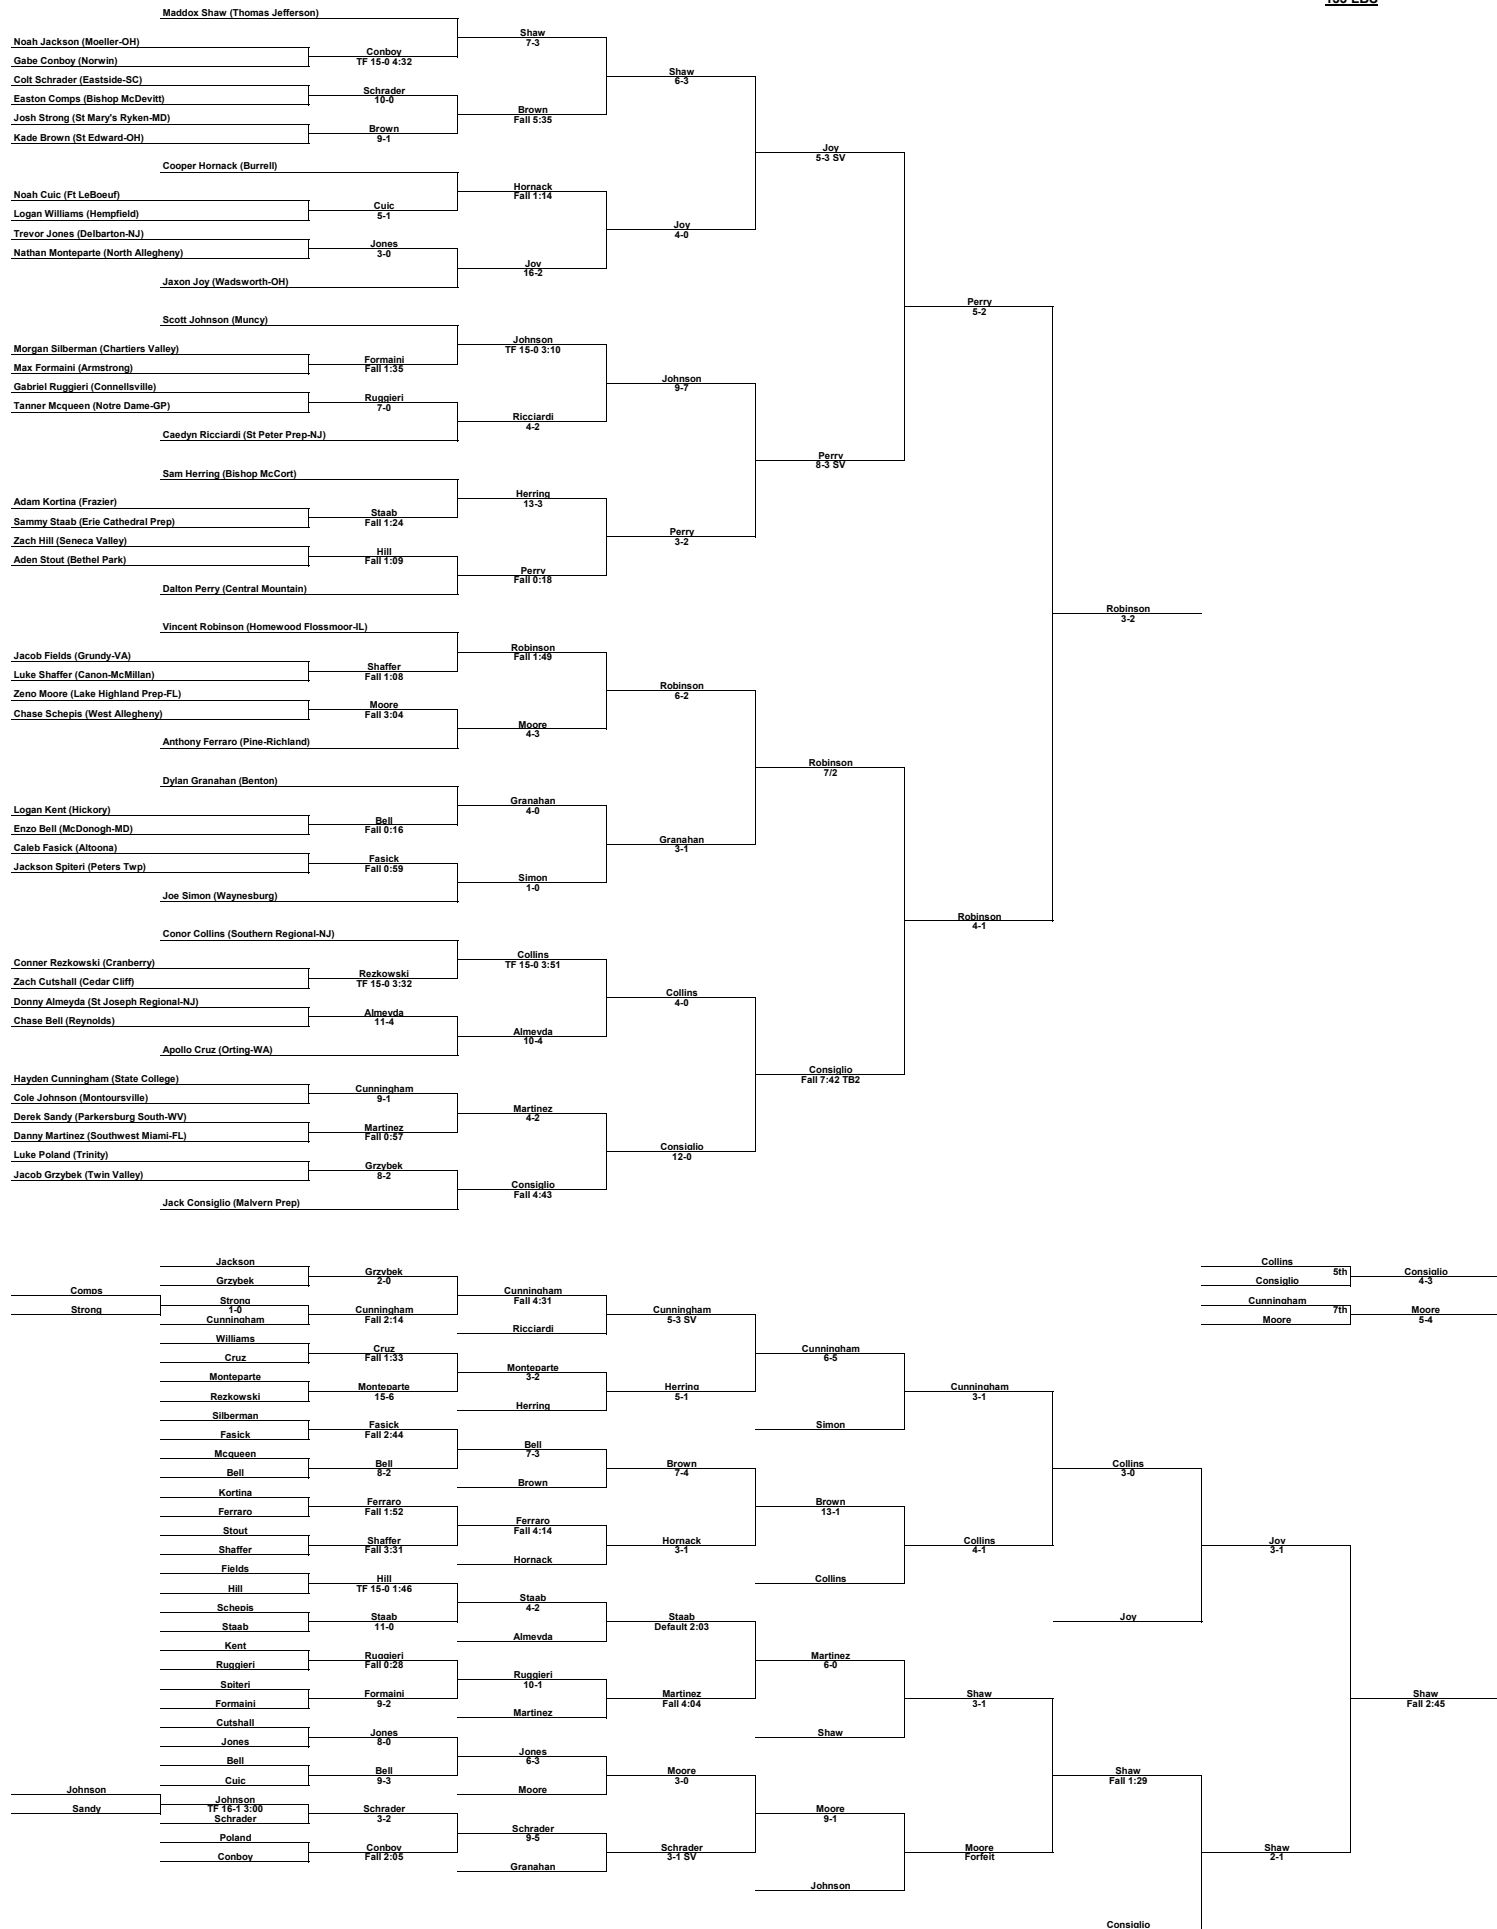 Maddox Shaw (Thomas Jefferson)
Shaw
7-3
Noah Jackson (Moeller-OH)
Conboy
TF 15-0 4:32
Gabe Conboy (Norwin)
Shaw
6-3
Colt Schrader (Eastside-SC)
Schrader
10-0
Easton Comps (Bishop McDevitt)
Brown
Fall 5:35
Josh Strong (St Mary's Ryken-MD)
Brown
9-1
Kade Brown (St Edward-OH)
Joy
5-3 SV
Cooper Hornack (Burrell)
Hornack
Fall 1:14
Noah Cuic (Ft LeBoeuf)
Cuic
5-1
Logan Williams (Hempfield)
Joy
4-0
Trevor Jones (Delbarton-NJ)
Jones
3-0
Nathan Monteparte (North Allegheny)
Joy
16-2
Jaxon Joy (Wadsworth-OH)
Perry
5-2
Scott Johnson (Muncy)
Johnson
TF 15-0 3:10
Morgan Silberman (Chartiers Valley)
Formaini
Fall 1:35
Max Formaini (Armstrong)
Johnson
9-7
Gabriel Ruggieri (Connellsville)
Ruggieri
7-0
Tanner Mcqueen (Notre Dame-GP)
Ricciardi
4-2
Caedyn Ricciardi (St Peter Prep-NJ)
Perry
8-3 SV
Sam Herring (Bishop McCort)
Herring
13-3
Adam Kortina (Frazier)
Staab
Fall 1:24
Sammy Staab (Erie Cathedral Prep)
Perry
3-2
Zach Hill (Seneca Valley)
Hill
Fall 1:09
Aden Stout (Bethel Park)
Perry
Fall 0:18
Dalton Perry (Central Mountain)
Robinson
3-2
Vincent Robinson (Homewood Flossmoor-IL)
Robinson
Fall 1:49
Jacob Fields (Grundy-VA)
Shaffer
Fall 1:08
Luke Shaffer (Canon-McMillan)
Robinson
6-2
Zeno Moore (Lake Highland Prep-FL)
Moore
Fall 3:04
Chase Schepis (West Allegheny)
Moore
4-3
Anthony Ferraro (Pine-Richland)
Robinson
7/2
Dylan Granahan (Benton)
Granahan
4-0
Logan Kent (Hickory)
Bell
Fall 0:16
Enzo Bell (McDonogh-MD)
Granahan
3-1
Caleb Fasick (Altoona)
Fasick
Fall 0:59
Jackson Spiteri (Peters Twp)
Simon
1-0
Joe Simon (Waynesburg)
Robinson
4-1
Conor Collins (Southern Regional-NJ)
Collins
TF 15-0 3:51
Conner Rezkowski (Cranberry)
Rezkowski
TF 15-0 3:32
Zach Cutshall (Cedar Cliff)
Collins
4-0
Donny Almeyda (St Joseph Regional-NJ)
Almeyda
11-4
Chase Bell (Reynolds)
Almeyda
10-4
Apollo Cruz (Orting-WA)
Consiglio
Fall 7:42 TB2
Hayden Cunningham (State College)
Cunningham
9-1
Cole Johnson (Montoursville)
Martinez
4-2
Derek Sandy (Parkersburg South-WV)
Martinez
Fall 0:57
Danny Martinez (Southwest Miami-FL)
Consiglio
12-0
Luke Poland (Trinity)
Grzybek
8-2
Jacob Grzybek (Twin Valley)
Consiglio
Fall 4:43
Jack Consiglio (Malvern Prep)
Jackson
Collins
Grzybek
2-0
5th
Consiglio
4-3
Grzybek
Consiglio
Comps
Cunningham
Fall 4:31
Strong
1-0
Cunningham
Strong
Cunningham
Fall 2:14
Cunningham
5-3 SV
7th
Moore
5-4
Cunningham
Moore
Ricciardi
Williams
Cruz
Fall 1:33
Cunningham
6-5
Cruz
Monteparte
3-2
Monteparte
Monteparte
15-6
Herring
5-1
Cunningham
3-1
Rezkowski
Herring
Silberman
Fasick
Fall 2:44
Simon
Fasick
Bell
7-3
Mcqueen
Bell
8-2
Brown
7-4
Collins
3-0
Bell
Brown
Kortina
Ferraro
Fall 1:52
Brown
13-1
Ferraro
Ferraro
Fall 4:14
Stout
Shaffer
Fall 3:31
Hornack
3-1
Collins
4-1
Joy
3-1
Shaffer
Hornack
Fields
Hill
TF 15-0 1:46
Collins
Hill
Staab
4-2
Schepis
Staab
11-0
Staab
Default 2:03
Joy
Staab
Almeyda
Kent
Ruggieri
Fall 0:28
Martinez
6-0
Ruggieri
Ruggieri
10-1
Spiteri
Formaini
9-2
Martinez
Fall 4:04
Shaw
3-1
Shaw
Fall 2:45
Formaini
Martinez
Cutshall
Jones
8-0
Shaw
Jones
Jones
6-3
Bell
Bell
9-3
Moore
3-0
Shaw
Fall 1:29
Cuic
Johnson
Moore
Johnson
TF 16-1 3:00
Sandy
Schrader
3-2
Moore
9-1
Schrader
Schrader
9-5
Poland
Conboy
Fall 2:05
Schrader
3-1 SV
Moore
Forfeit
Shaw
2-1
Conboy
Granahan
Johnson
Consiglio